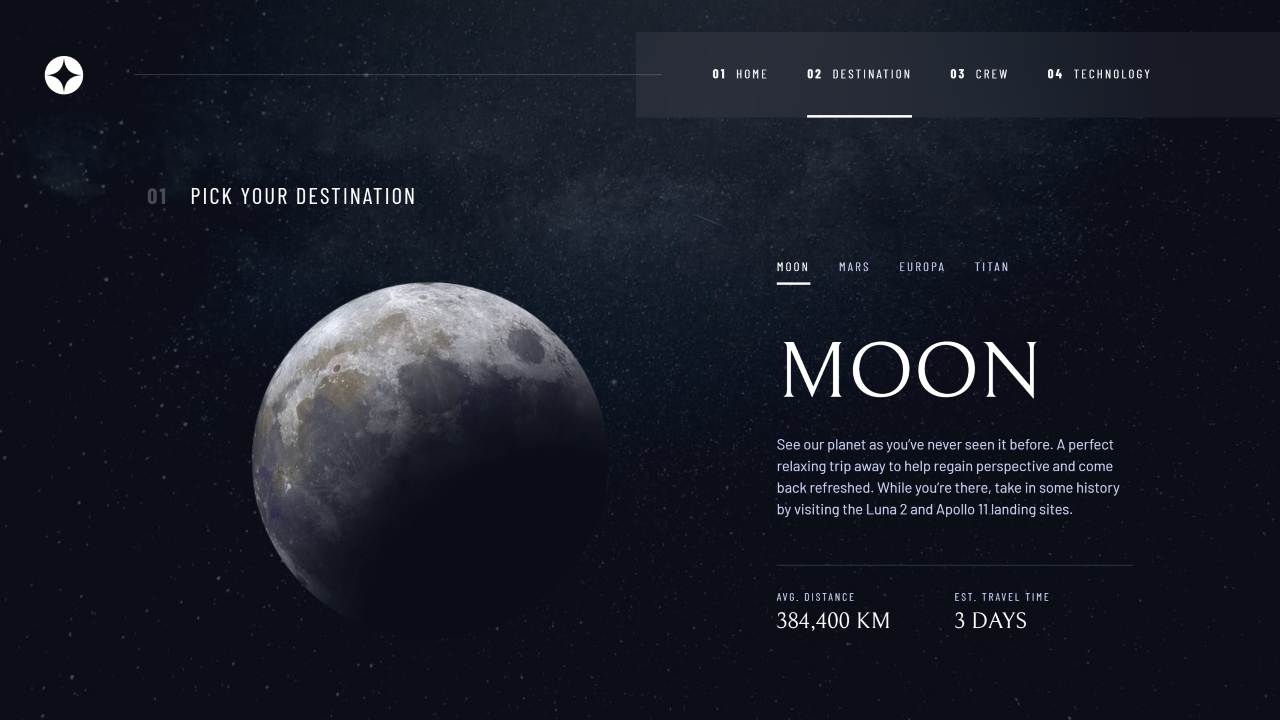 01 HOME 02 DESTINATION 03 CREW 04 TECHNOLOGY
01 PICK YOUR DESTINATION
MOON MARS EUROPA TITAN
MOON
See our planet as you’ve never seen it before. A perfect
relaxing trip away to help regain perspective and come
back refreshed. While you’re there, take in some history
by visiting the Luna 2 and Apollo 11 landing sites.
AVG. DISTANCE EST. TRAVEL TIME
384,400 KM 3 DAYS